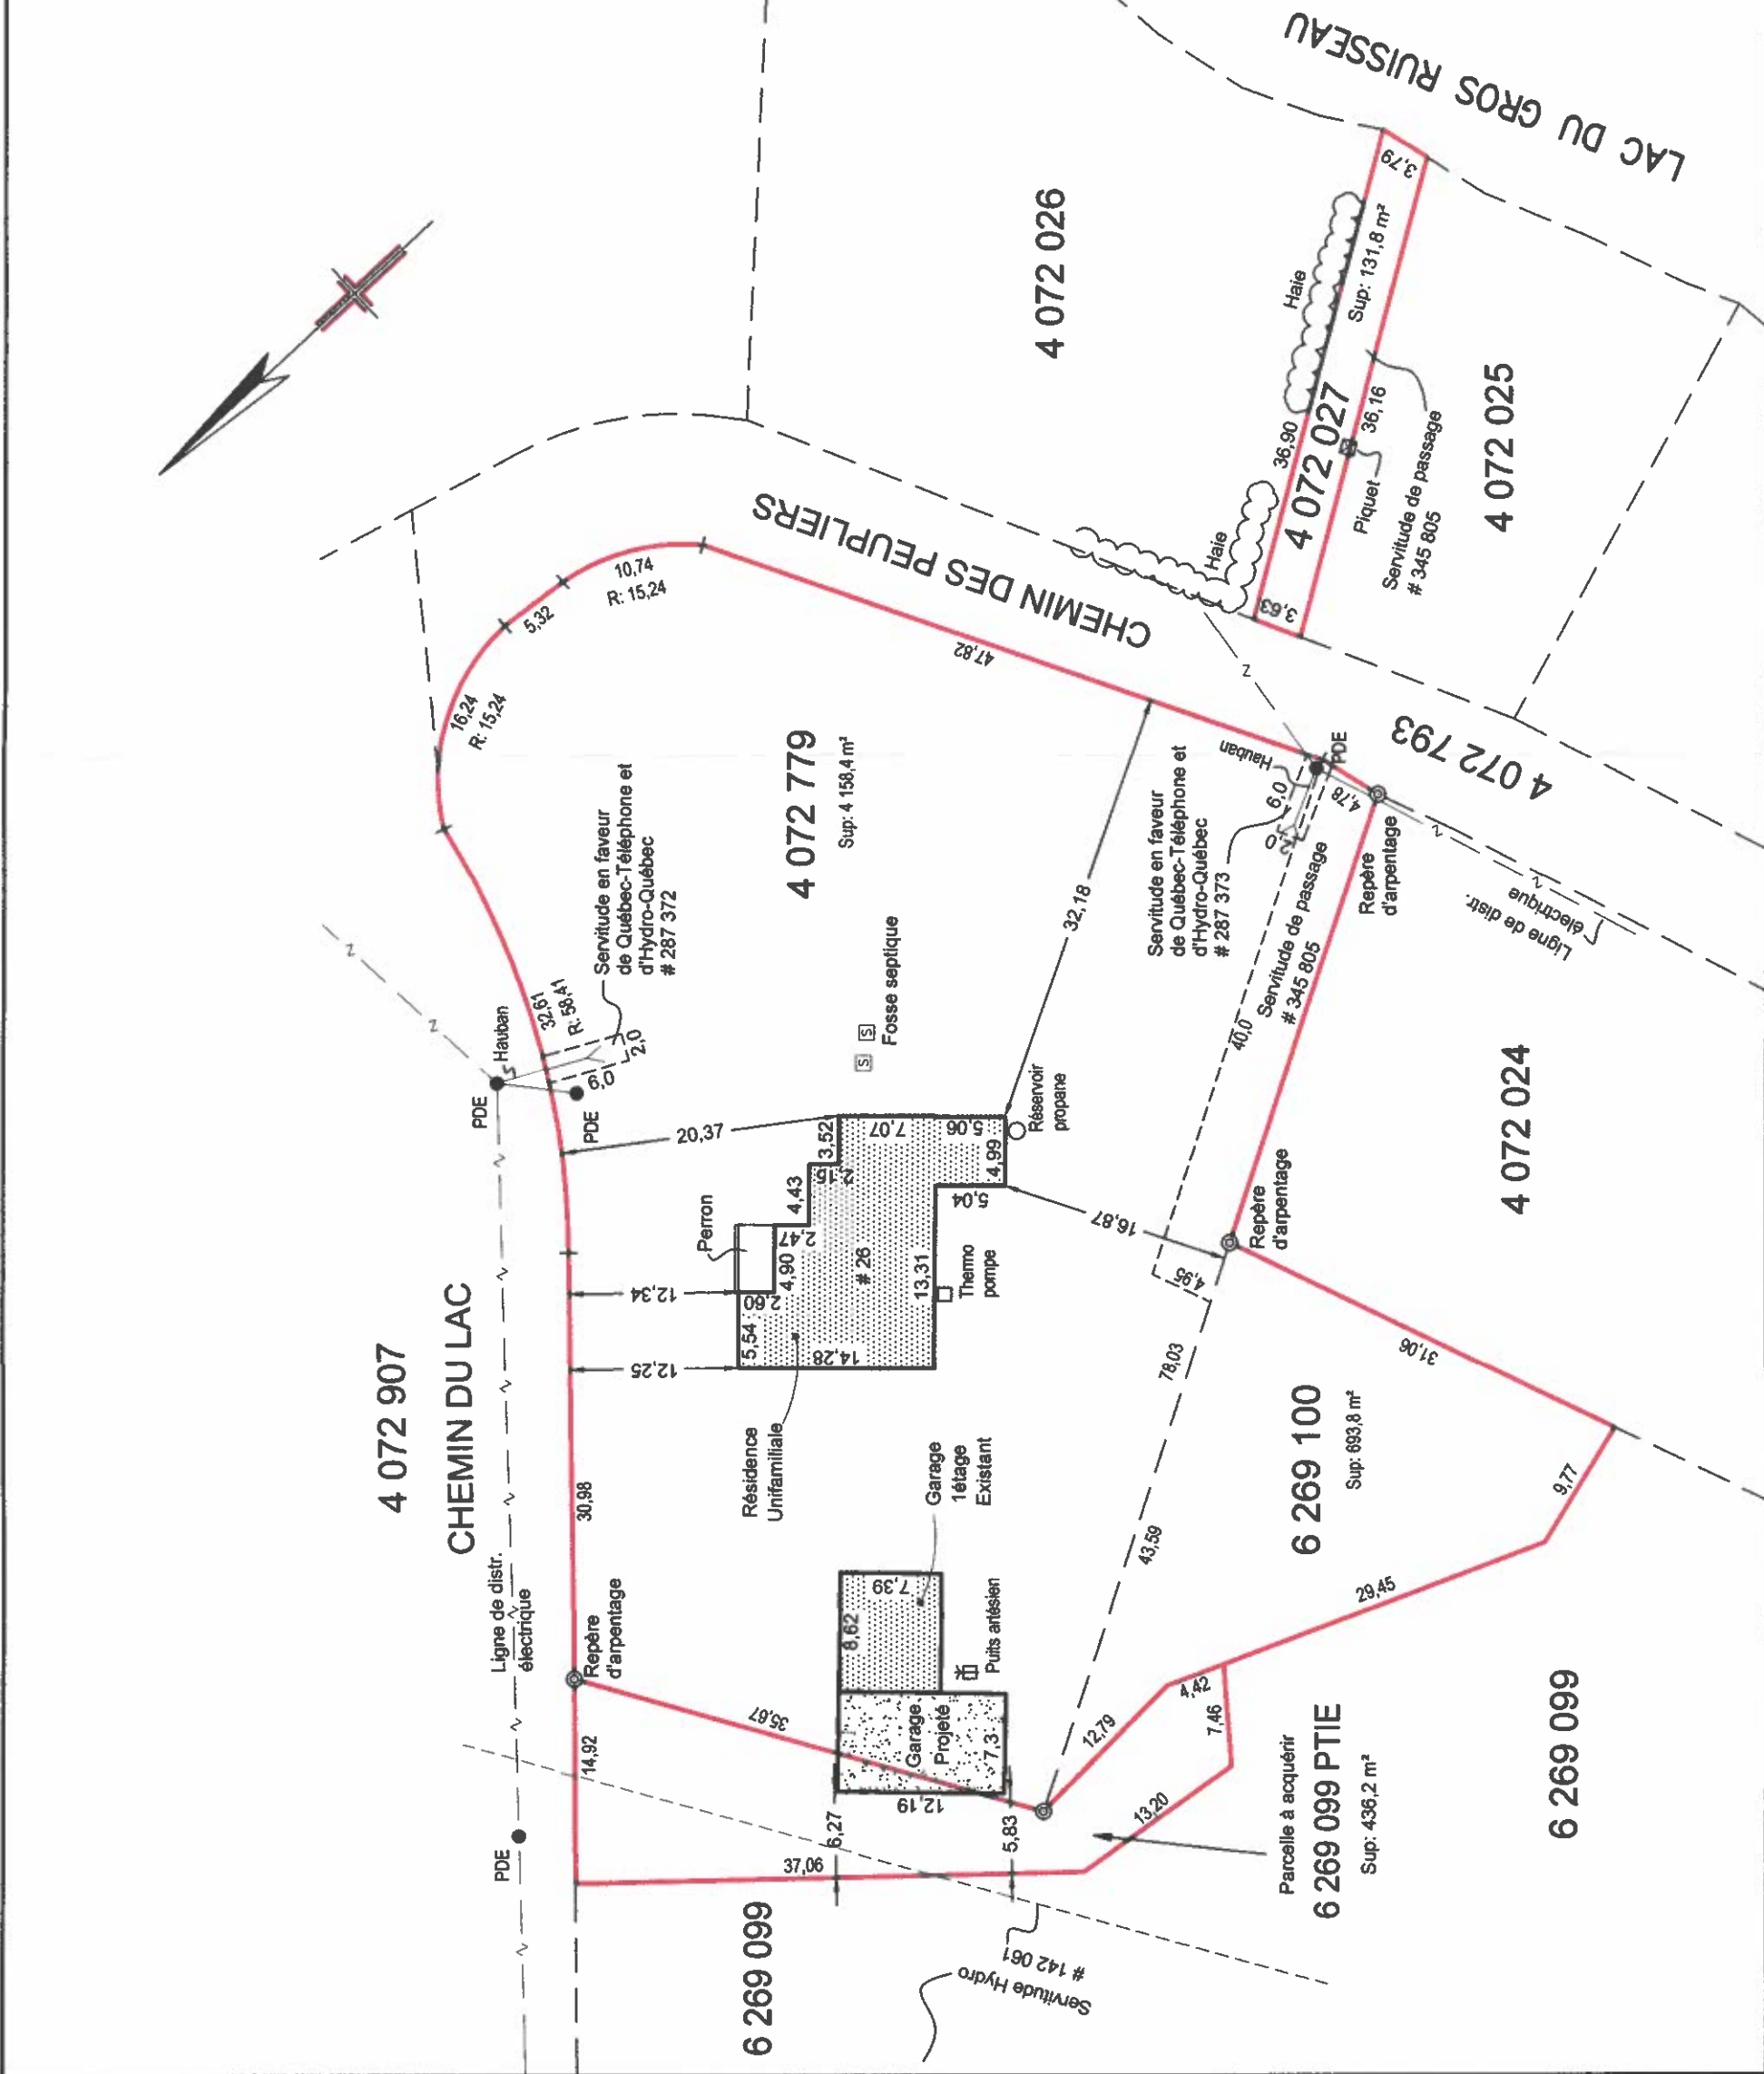 LAC DU GROS RUISSEAU
4 072 026
Haie
3,79
Sup: 131,8 m²
36,90
4 072 027
36,16
Piquet
Servitude de passage
# 345 805
4 072 025
Haie
3,63
CHEMIN DES PEUPLIERS
10,74
R: 15,24
5,32
16,24
R: 15,24
47,82
4 072 779
Sup: 4 158,4 m²
Servitude en faveur
de Québec-Téléphone et
d'Hydro-Québec
# 287 372
32,61
R: 58,41
2,0
6,0
Hauban
PDE
PDE
Fosse septique
S
S
32,18
Servitude en faveur
de Québec-Téléphone et
d'Hydro-Québec
# 287 373
Hauban
6,0
2,0
PDE
4,78
4 072 793
Repère
d'arpentage
Ligne de distr.
électrique
Servitude de passage
# 345 805
40,0
4 072 024
Repère
d'arpentage
20,37
3,52
7,07
5,06
4,99
5,04
Réservoir
propane
2,15
4,43
2,47
4,90
2,60
5,54
14,28
13,31
# 26
Perron
Thermo
pompe
16,87
4,95
12,34
12,25
4 072 907
CHEMIN DU LAC
Ligne de distr.
électrique
30,98
Résidence
Unifamiliale
Garage
1étage
Existant
78,03
43,59
31,06
6 269 100
Sup: 693,8 m²
9,77
29,45
Repère
d'arpentage
8,62
7,39
Puits artésien
Garage
Projeté
7,3
12,19
35,67
14,92
PDE
6,27
5,83
37,06
12,79
4,42
7,46
13,20
Parcelle à acquérir
6 269 099 PTIE
Sup: 436,2 m²
6 269 099
6 269 099
Servitude Hydro
# 142 061